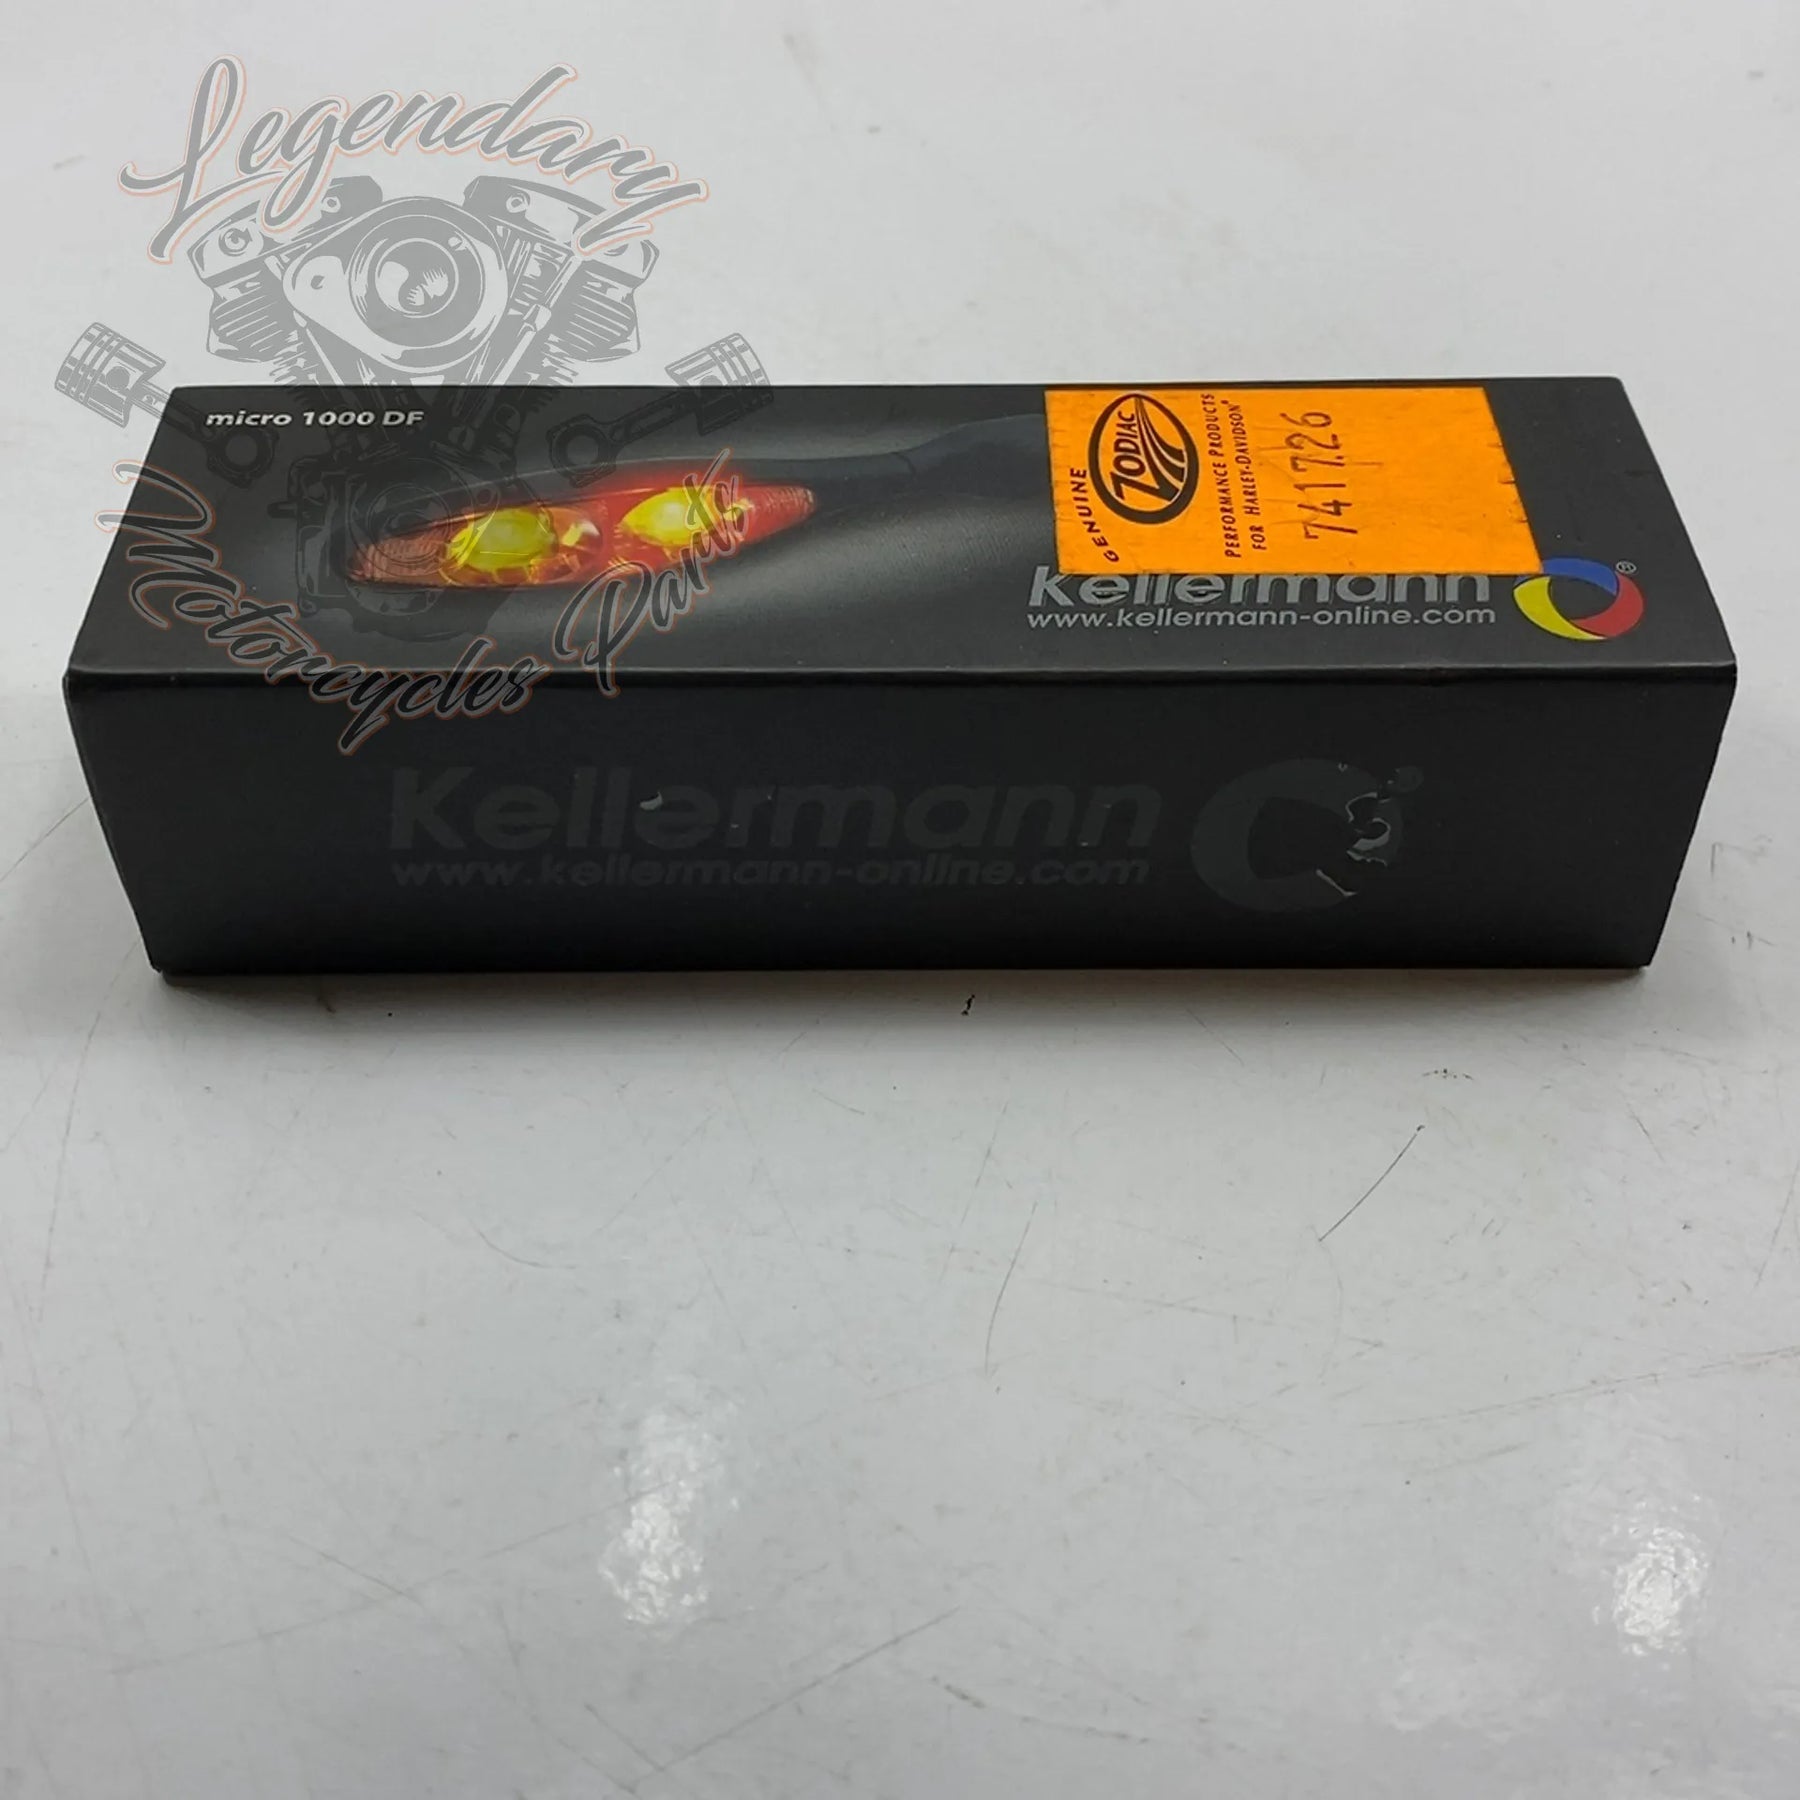 Legendary
Motorcycles Parts
micro 1000 DF
GENUINE
ZODIAC
PERFORMANCE PRODUCTS
FOR HARLEY-DAVIDSON®
741726
Kellermann ®
www.kellermann-online.com
Kellermann
www.kellermann-online.com